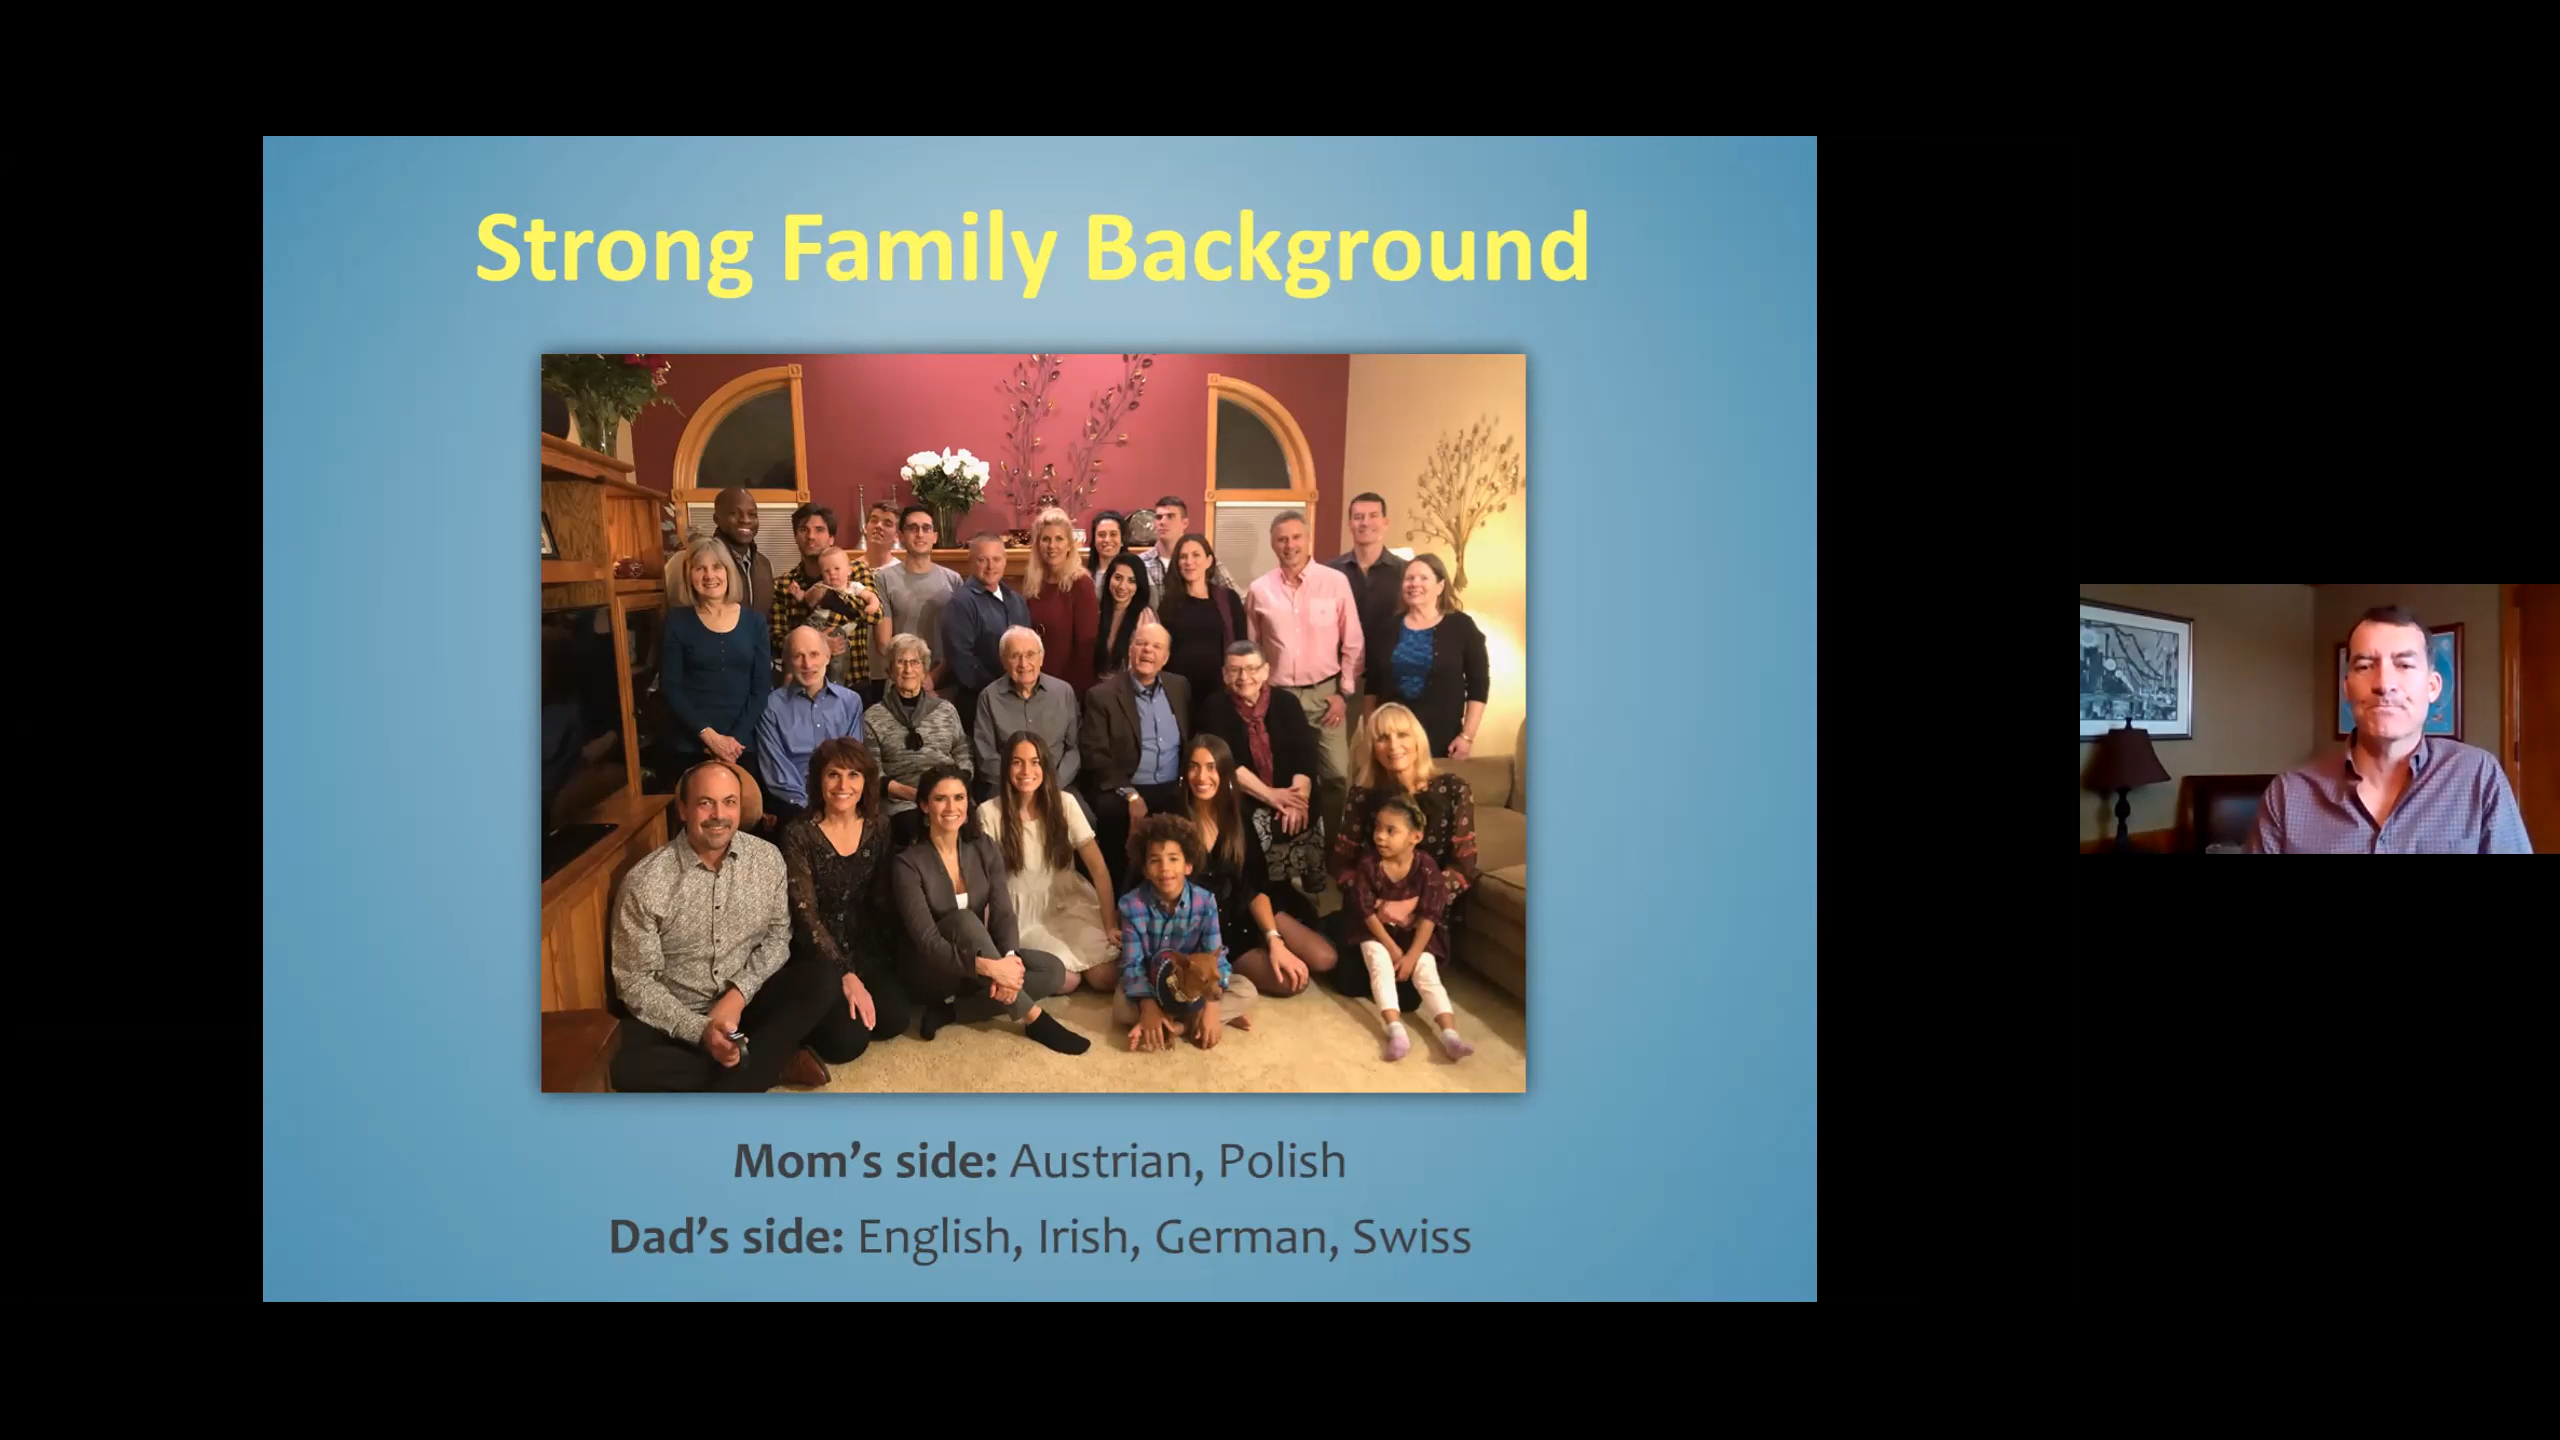 Strong Family Background
Mom’s side: Austrian, Polish
Dad’s side: English, Irish, German, Swiss